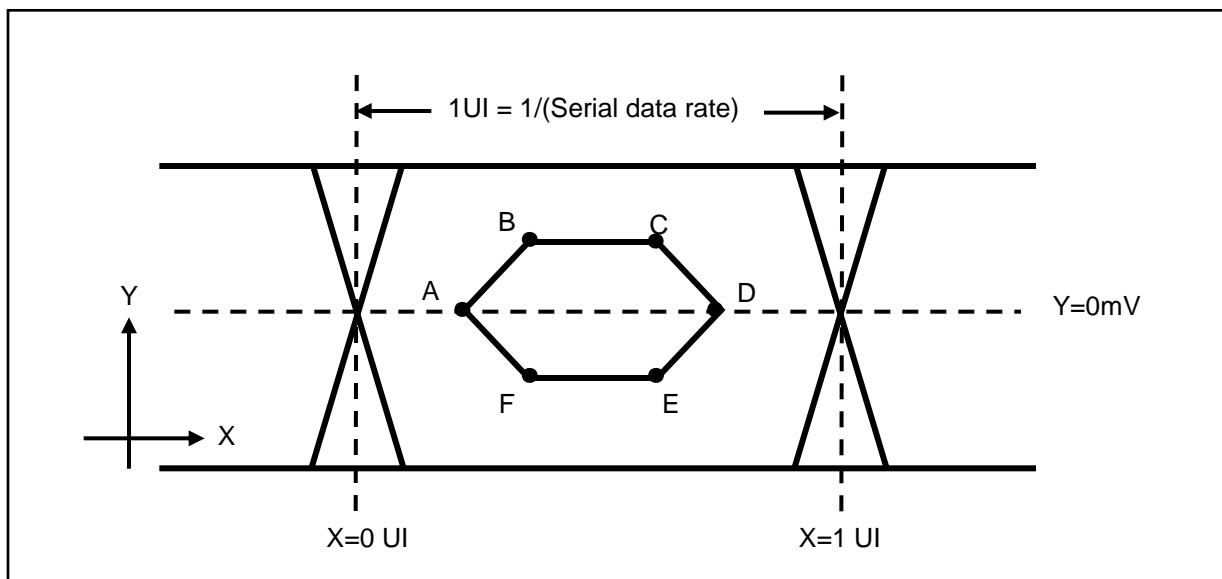 1UI = 1/(Serial data rate)
B
C
A
D
Y
Y=0mV
F
E
X
X=0 UI
X=1 UI